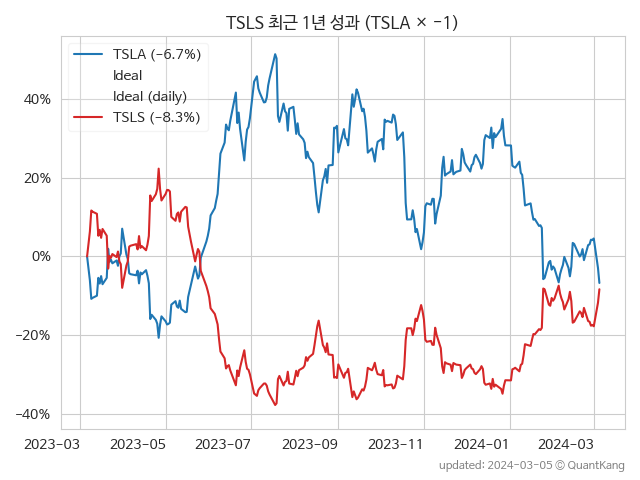 TSLS 최근 1년 성과 (TSLA × −1)
TSLA (−6.7%)
Ideal
Ideal (daily)
TSLS (−8.3%)
40%
20%
0%
−20%
−40%
2023−03 2023−05 2023−07 2023−09 2023−11 2024−01 2024−03
updated: 2024−03−05 © QuantKang